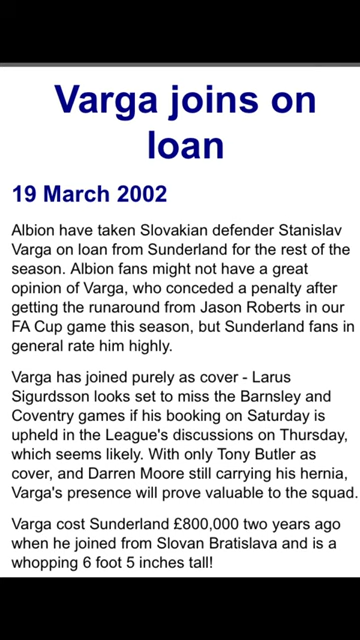 Varga joins on
loan
19 March 2002
Albion have taken Slovakian defender Stanislav
Varga on loan from Sunderland for the rest of the
season. Albion fans might not have a great
opinion of Varga, who conceded a penalty after
getting the runaround from Jason Roberts in our
FA Cup game this season, but Sunderland fans in
general rate him highly.
Varga has joined purely as cover - Larus
Sigurdsson looks set to miss the Barnsley and
Coventry games if his booking on Saturday is
upheld in the League's discussions on Thursday,
which seems likely. With only Tony Butler as
cover, and Darren Moore still carrying his hernia,
Varga's presence will prove valuable to the squad.
Varga cost Sunderland £800,000 two years ago
when he joined from Slovan Bratislava and is a
whopping 6 foot 5 inches tall!